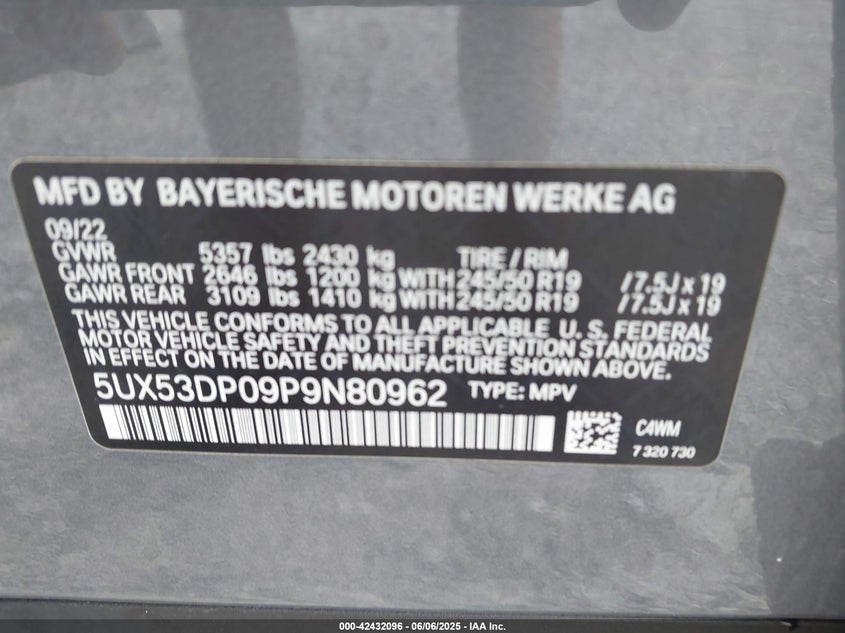 MFD BY BAYERISCHE MOTOREN WERKE AG
09/22
GVWR 5357 lbs 2430 kg TIRE / RIM
GAWR FRONT 2646 lbs 1200 kg WITH 245/50 R19 / 7.5J x 19
GAWR REAR 3109 lbs 1410 kg WITH 245/50 R19 / 7.5J x 19
THIS VEHICLE CONFORMS TO ALL APPLICABLE U. S. FEDERAL
MOTOR VEHICLE SAFETY AND THEFT PREVENTION STANDARDS
IN EFFECT ON THE DATE OF MANUFACTURE SHOWN ABOVE.
5UX53DP09P9N80962 TYPE: MPV
C4WM
7 320 730
000-42432096 - 06/06/2025 - IAA Inc.